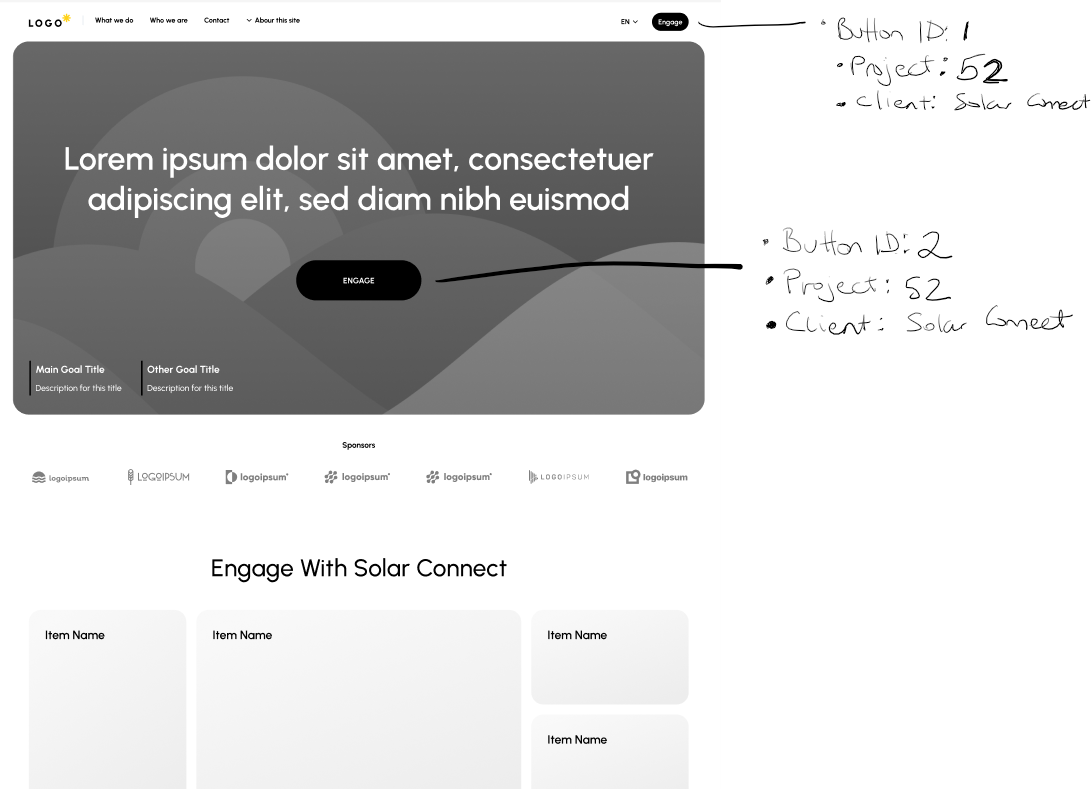 LOGO
What we do
Who we are
Contact
Abour this site
EN
Engage
Button ID: 1
Project: 52
Client: Solar Connect
Lorem ipsum dolor sit amet, consectetuer
adipiscing elit, sed diam nibh euismod
ENGAGE
Button ID: 2
Project: 52
Client: Solar Connect
Main Goal Title
Description for this title
Other Goal Title
Description for this title
Sponsors
logoipsum
LOGOIPSUM
logoipsum
logoipsum
logoipsum
LOGOIPSUM
logoipsum
Engage With Solar Connect
Item Name
Item Name
Item Name
Item Name